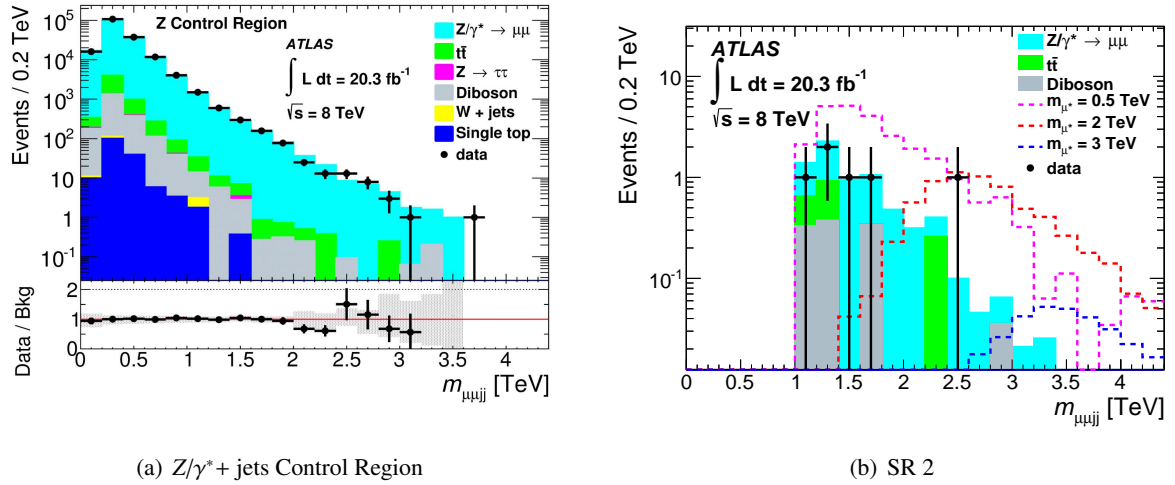 Z Control Region
ATLAS
∫ L dt = 20.3 fb⁻¹
√s = 8 TeV
Z/γ* → μμ
tt̄
Z → ττ
Diboson
W + jets
Single top
data
Events / 0.2 TeV
10⁵
10⁴
10³
10²
10
1
10⁻¹
Data / Bkg
2
1
0
0 0.5 1 1.5 2 2.5 3 3.5 4
m_μμjj [TeV]
(a) Z/γ*+ jets Control Region
ATLAS
∫ L dt = 20.3 fb⁻¹
√s = 8 TeV
Z/γ* → μμ
tt̄
Diboson
m_μ* = 0.5 TeV
m_μ* = 2 TeV
m_μ* = 3 TeV
data
Events / 0.2 TeV
10
1
10⁻¹
0 0.5 1 1.5 2 2.5 3 3.5 4
m_μμjj [TeV]
(b) SR 2